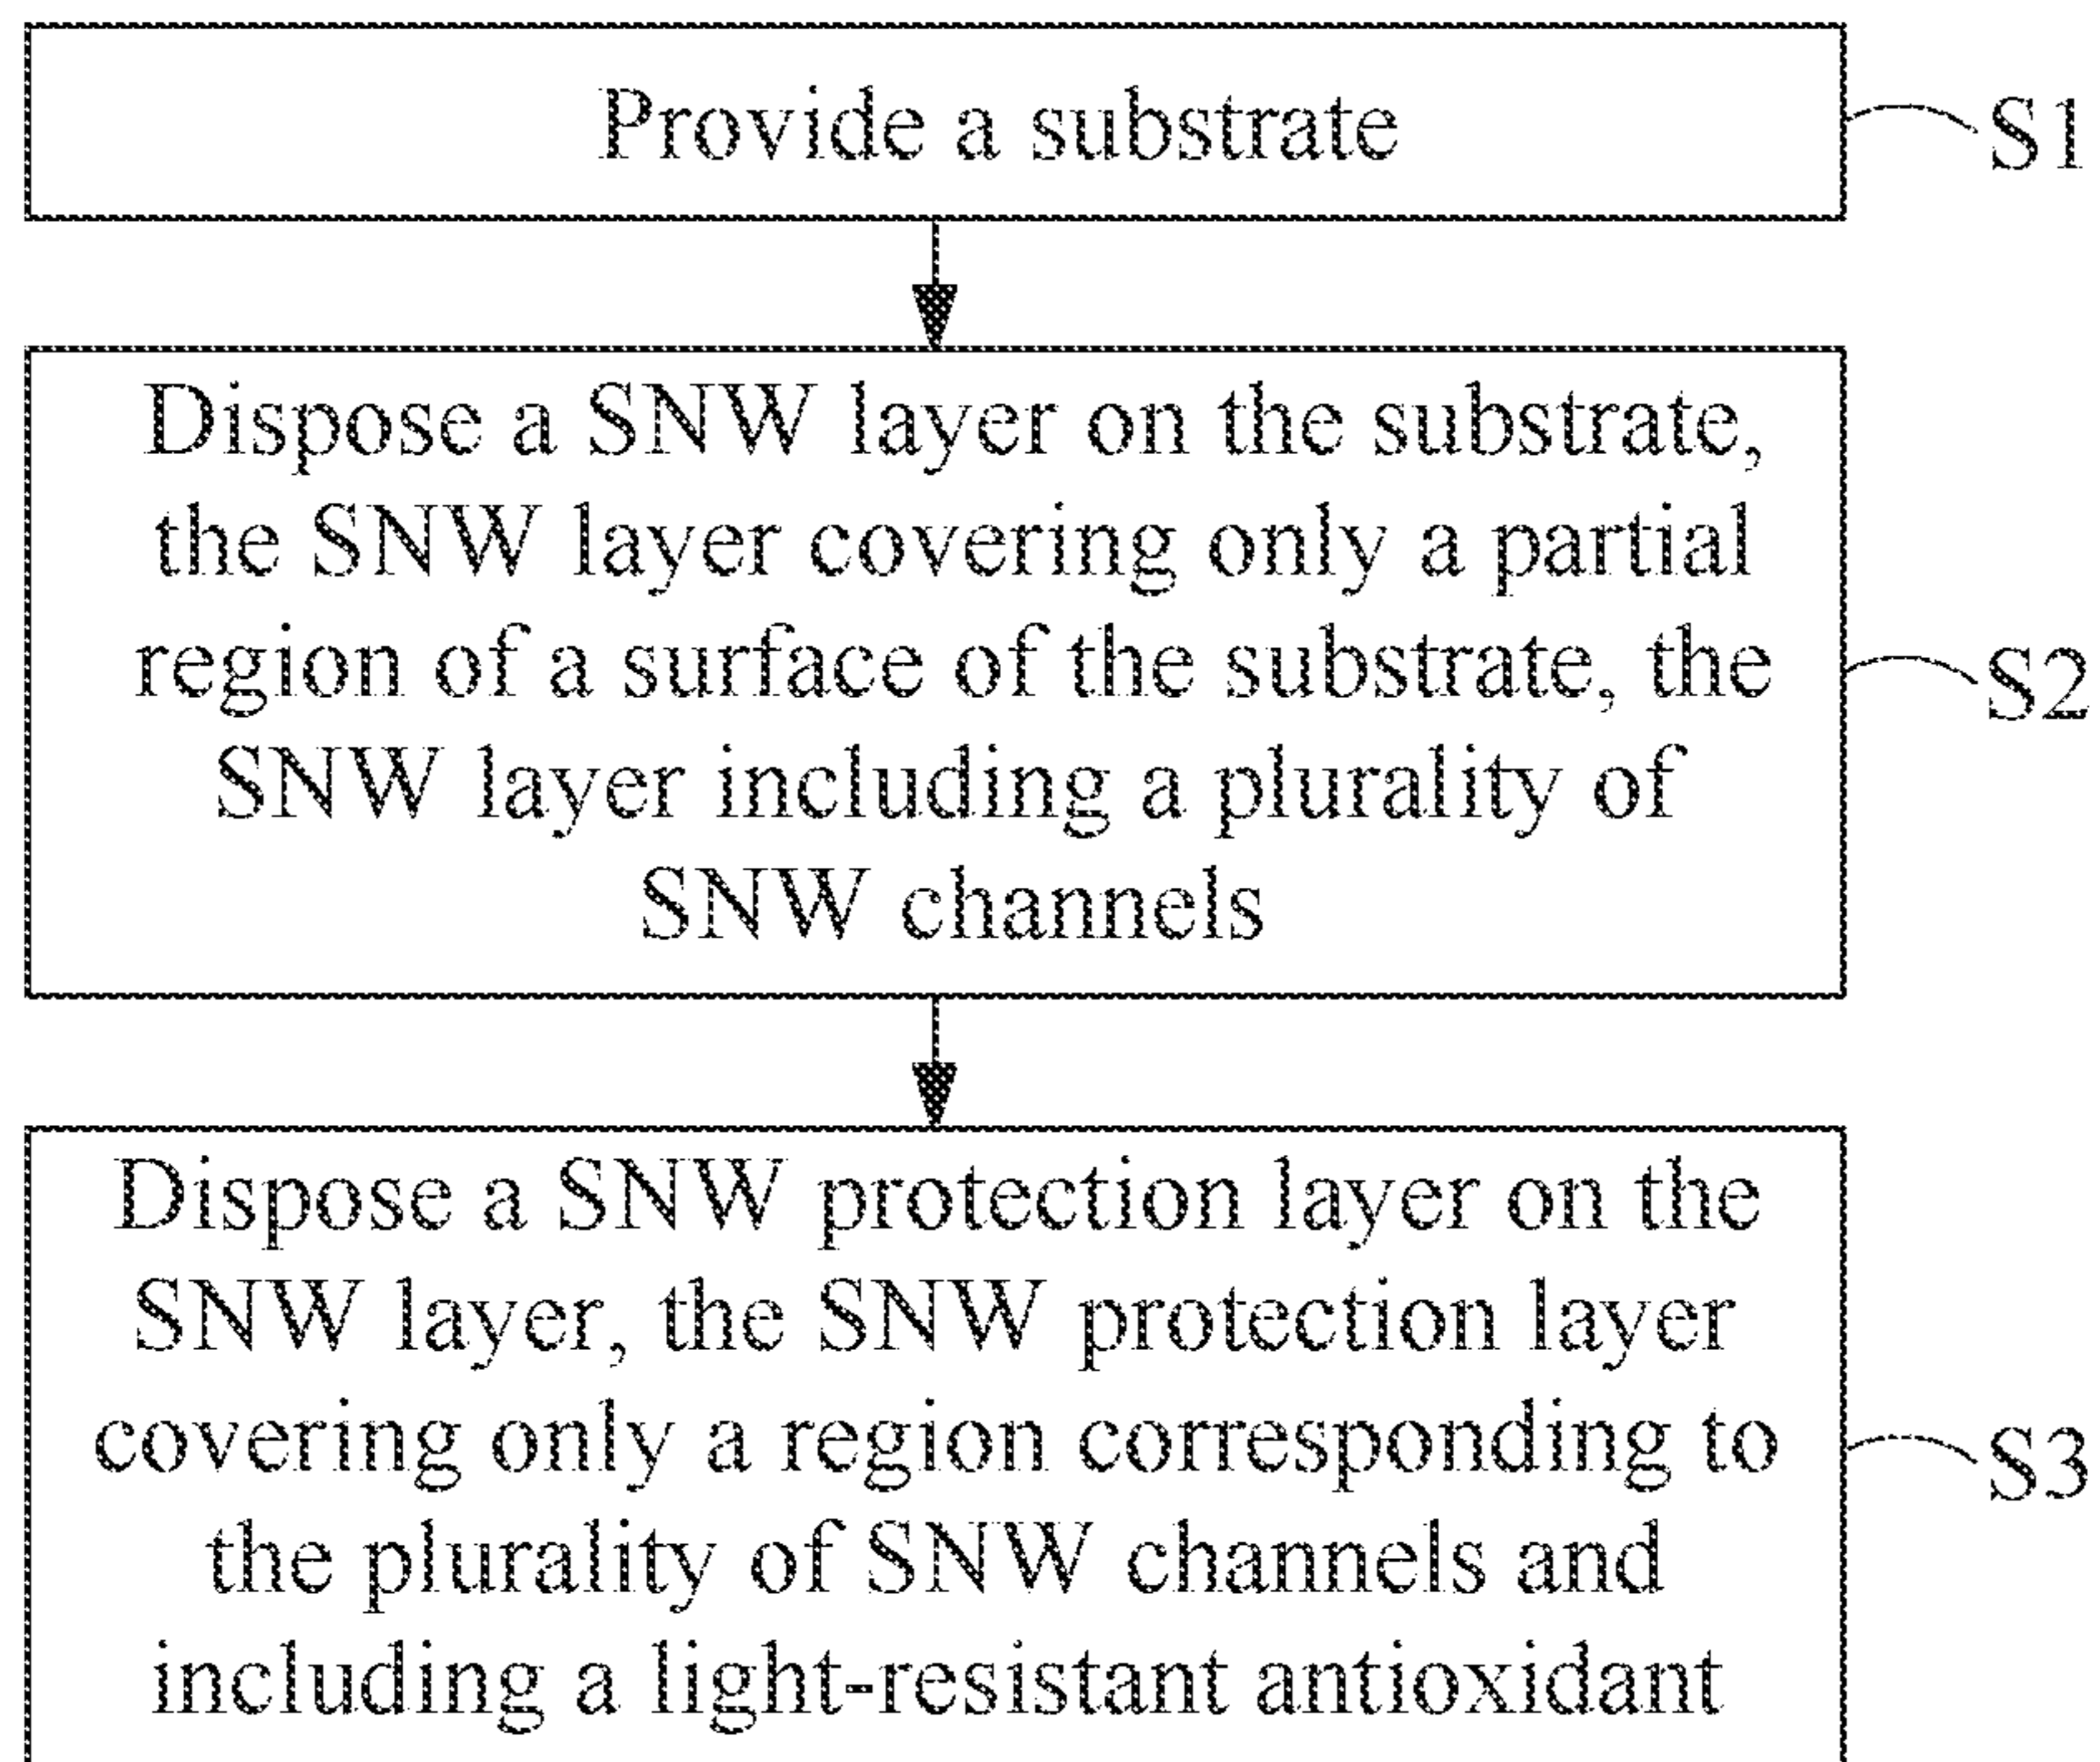 Provide a substrate
S1
Dispose a SNW layer on the substrate,
the SNW layer covering only a partial
region of a surface of the substrate, the
SNW layer including a plurality of
SNW channels
S2
Dispose a SNW protection layer on the
SNW layer, the SNW protection layer
covering only a region corresponding to
the plurality of SNW channels and
including a light-resistant antioxidant
S3